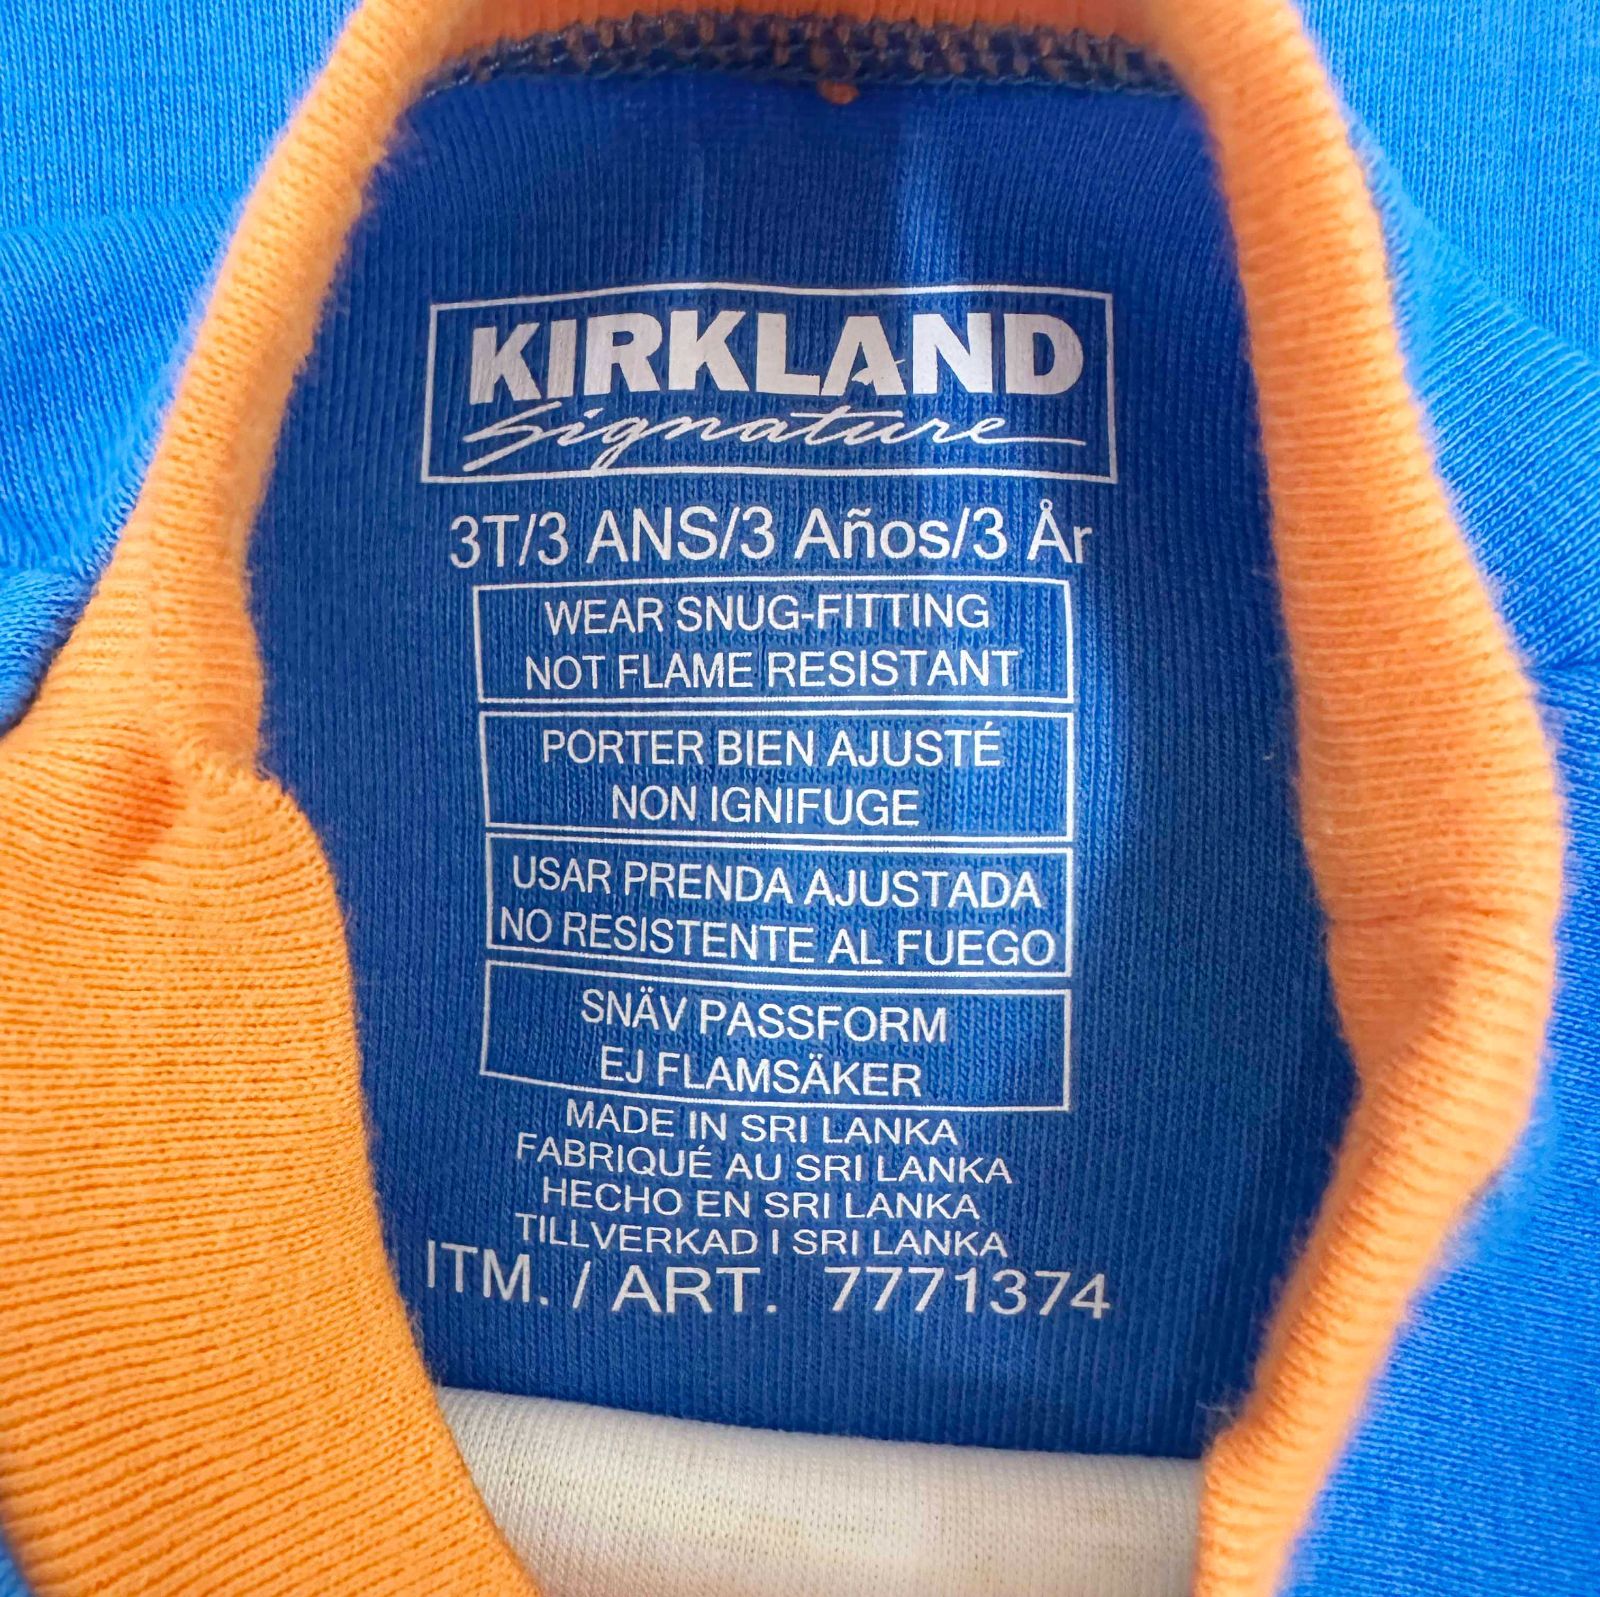 KIRKLAND
Signature
3T/3 ANS/3 Años/3 År
WEAR SNUG-FITTING
NOT FLAME RESISTANT
PORTER BIEN AJUSTÉ
NON IGNIFUGE
USAR PRENDA AJUSTADA
NO RESISTENTE AL FUEGO
SNÄV PASSFORM
EJ FLAMSÄKER
MADE IN SRI LANKA
FABRIQUÉ AU SRI LANKA
HECHO EN SRI LANKA
TILLVERKAD I SRI LANKA
ITM. / ART. 7771374